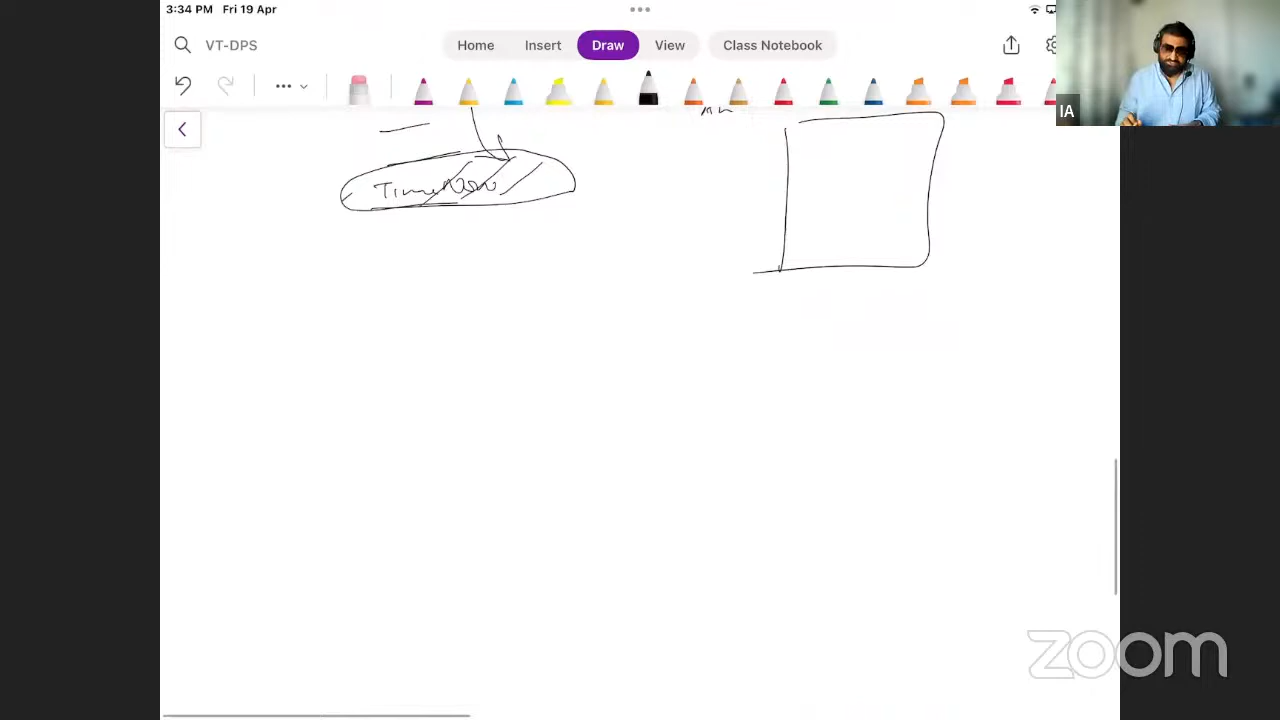 3:34 PM Fri 19 Apr
VT-DPS
Home Insert Draw View Class Notebook
IA
zoom